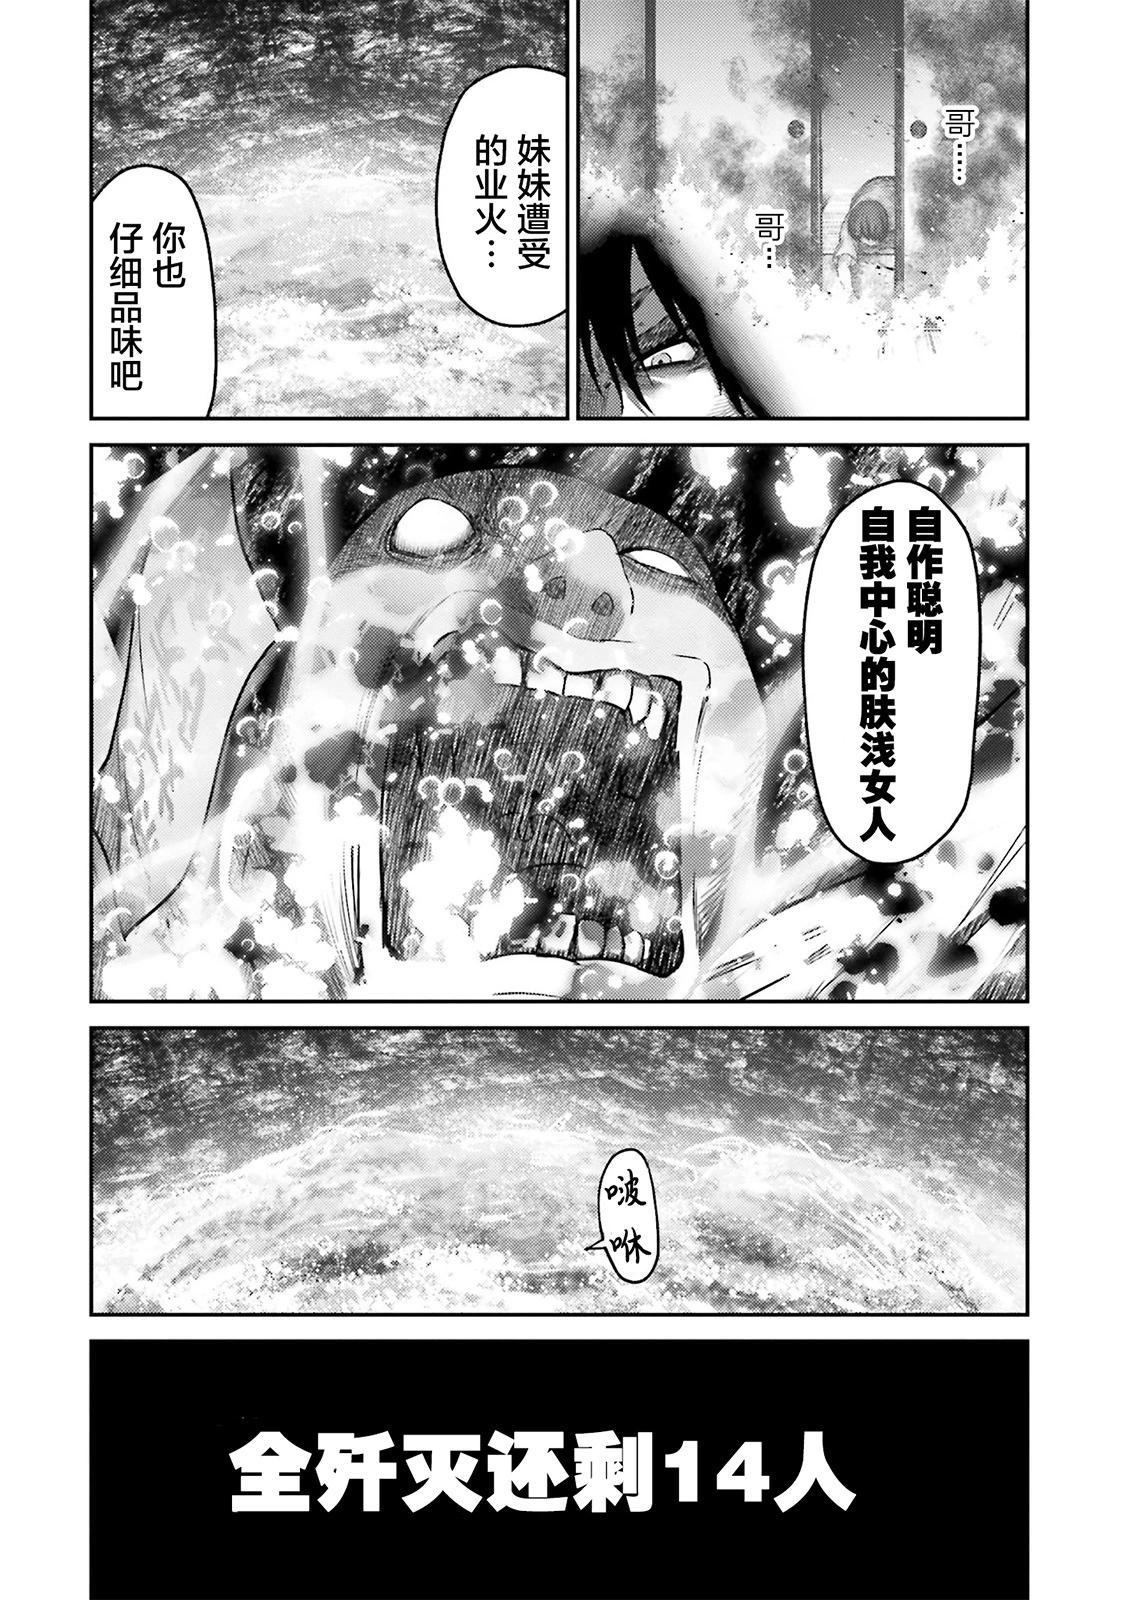 哥……
哥…
妹妹遭受
的业火…
你也
仔细品味吧
自作聪明
自我中心的肤浅女人
啵
咻
全歼灭还剩14人